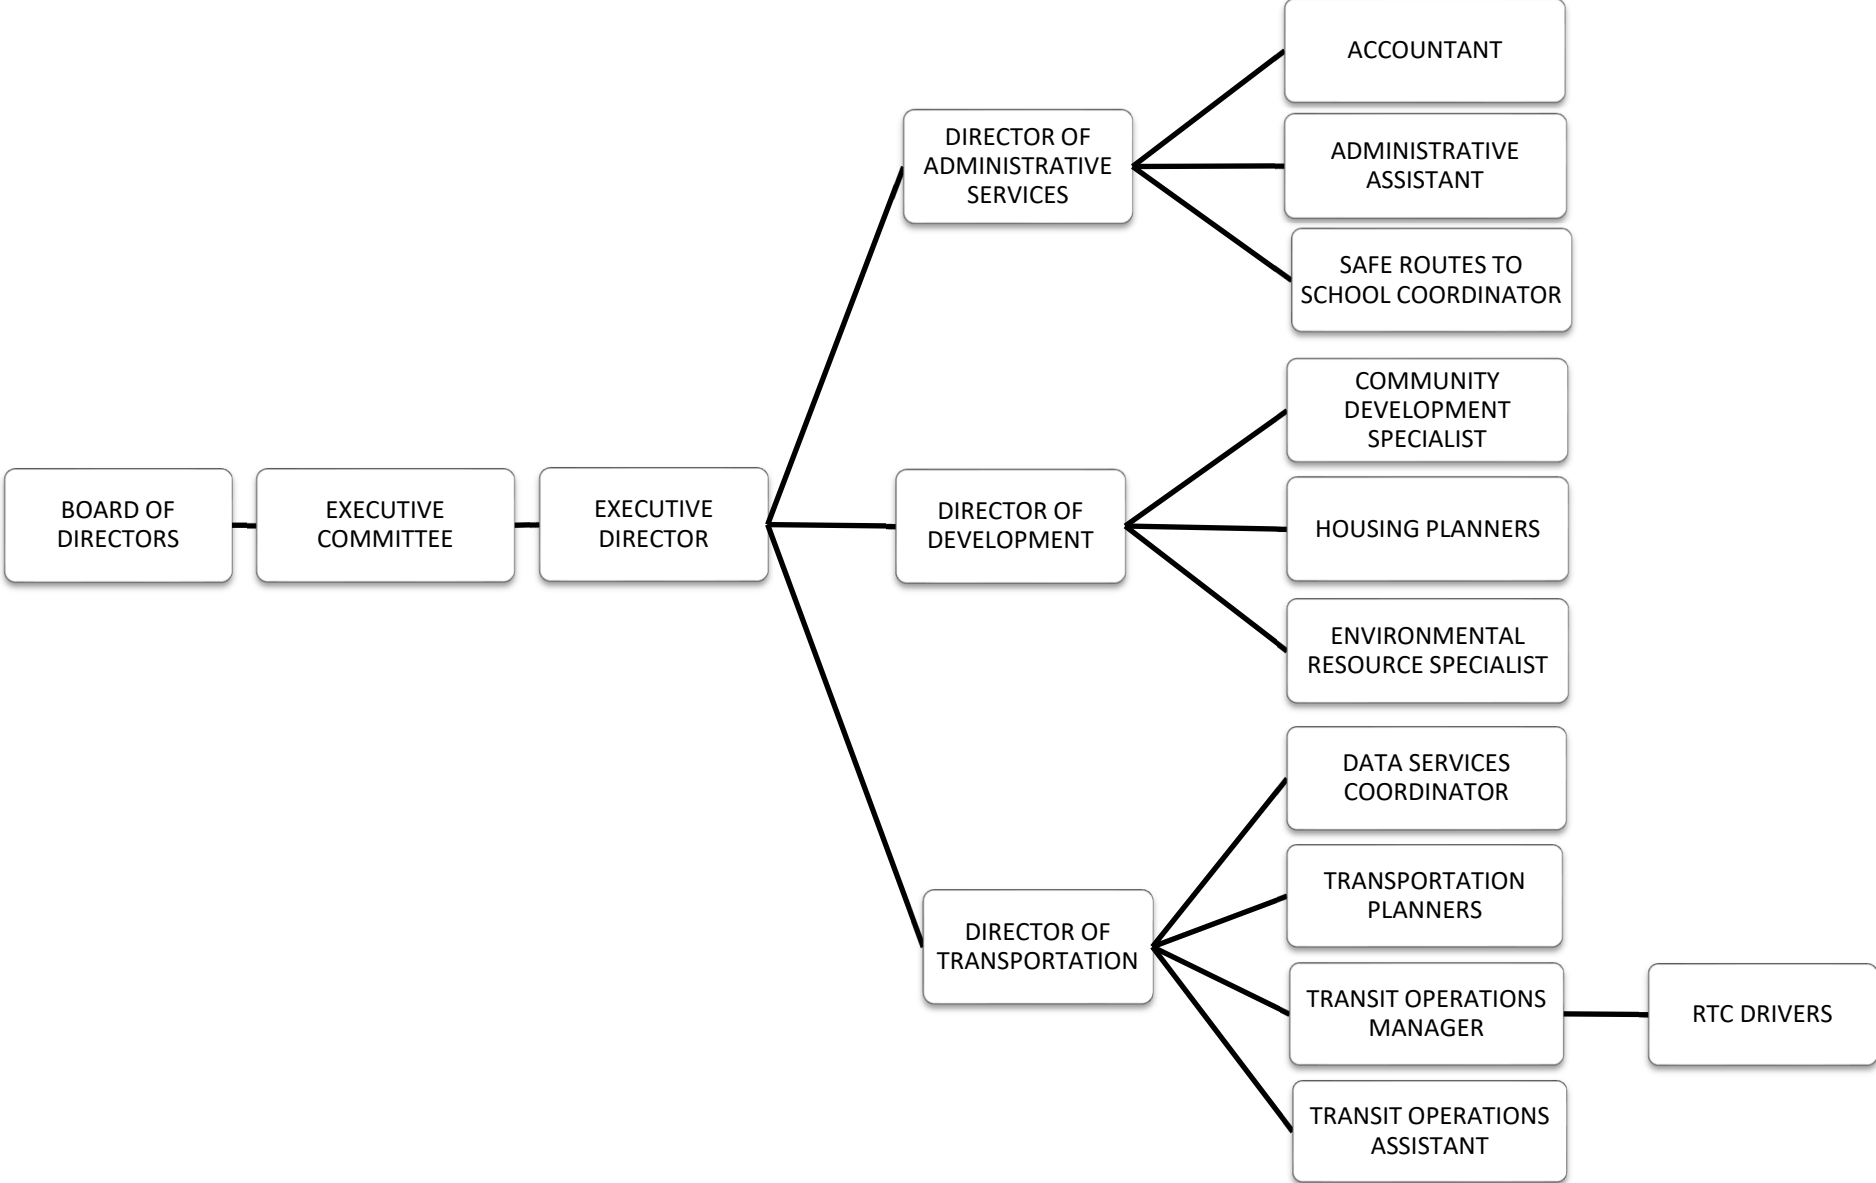 BOARD OF
DIRECTORS
EXECUTIVE
COMMITTEE
EXECUTIVE
DIRECTOR
DIRECTOR OF
ADMINISTRATIVE
SERVICES
ACCOUNTANT
ADMINISTRATIVE
ASSISTANT
SAFE ROUTES TO
SCHOOL COORDINATOR
DIRECTOR OF
DEVELOPMENT
COMMUNITY
DEVELOPMENT
SPECIALIST
HOUSING PLANNERS
ENVIRONMENTAL
RESOURCE SPECIALIST
DIRECTOR OF
TRANSPORTATION
DATA SERVICES
COORDINATOR
TRANSPORTATION
PLANNERS
TRANSIT OPERATIONS
MANAGER
RTC DRIVERS
TRANSIT OPERATIONS
ASSISTANT